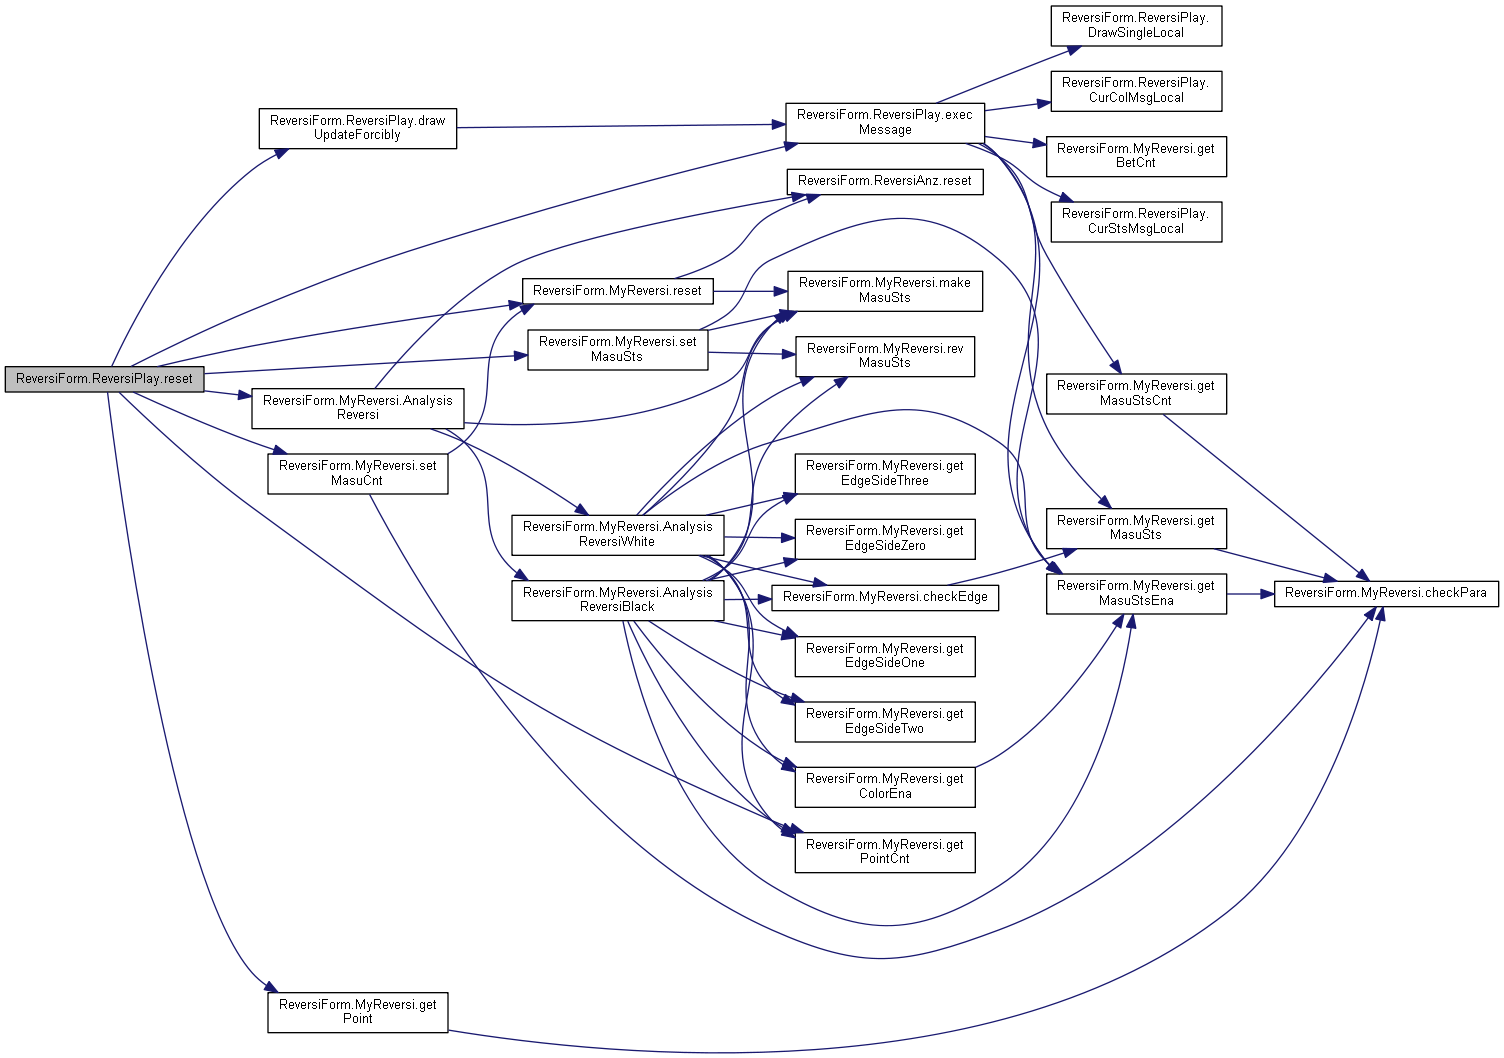 ReversiForm.ReversiPlay.
DrawSingleLocal
ReversiForm.ReversiPlay.
CurColMsgLocal
ReversiForm.ReversiPlay.draw
UpdateForcibly
ReversiForm.ReversiPlay.exec
Message
ReversiForm.MyReversi.get
BetCnt
ReversiForm.ReversiAnz.reset
ReversiForm.ReversiPlay.
CurStsMsgLocal
ReversiForm.MyReversi.reset
ReversiForm.MyReversi.make
MasuSts
ReversiForm.MyReversi.set
MasuSts
ReversiForm.MyReversi.rev
MasuSts
ReversiForm.ReversiPlay.reset
ReversiForm.MyReversi.Analysis
Reversi
ReversiForm.MyReversi.get
MasuStsCnt
ReversiForm.MyReversi.set
MasuCnt
ReversiForm.MyReversi.get
EdgeSideThree
ReversiForm.MyReversi.Analysis
ReversiWhite
ReversiForm.MyReversi.get
EdgeSideZero
ReversiForm.MyReversi.get
MasuSts
ReversiForm.MyReversi.Analysis
ReversiBlack
ReversiForm.MyReversi.checkEdge
ReversiForm.MyReversi.get
MasuStsEna
ReversiForm.MyReversi.checkPara
ReversiForm.MyReversi.get
EdgeSideOne
ReversiForm.MyReversi.get
EdgeSideTwo
ReversiForm.MyReversi.get
ColorEna
ReversiForm.MyReversi.get
PointCnt
ReversiForm.MyReversi.get
Point